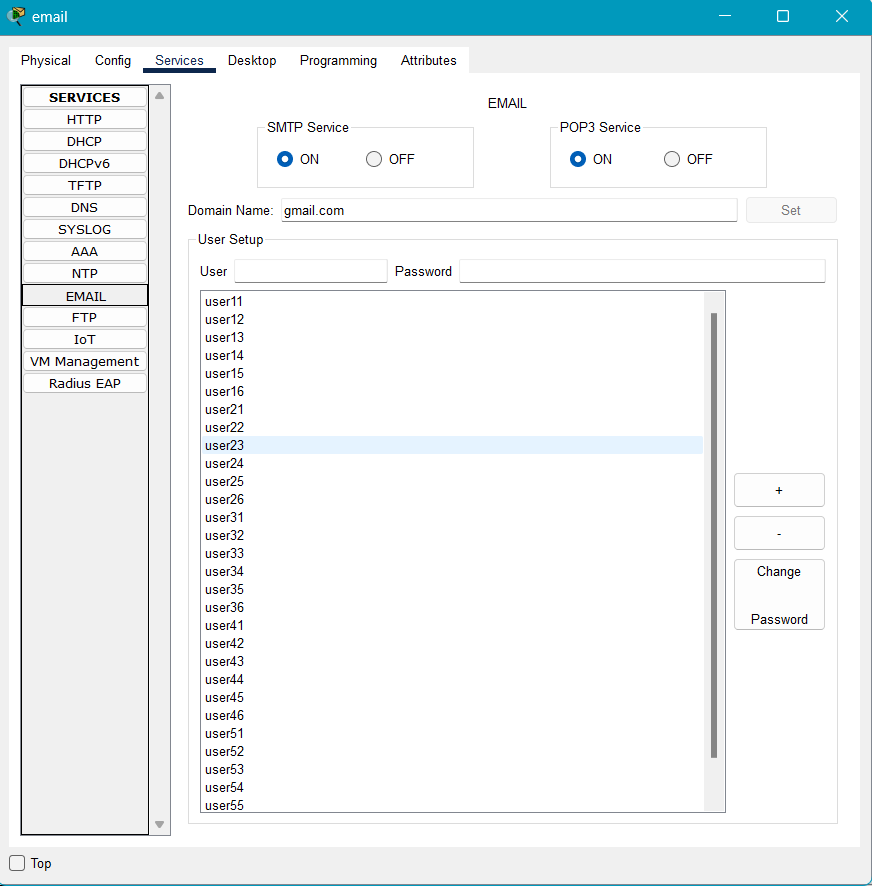 email
Physical Config Services Desktop Programming Attributes
SERVICES
HTTP
DHCP
DHCPv6
TFTP
DNS
SYSLOG
AAA
NTP
EMAIL
FTP
IoT
VM Management
Radius EAP
EMAIL
SMTP Service
ON OFF
POP3 Service
ON OFF
Domain Name: gmail.com Set
User Setup
User Password
user11
user12
user13
user14
user15
user16
user21
user22
user23
user24
user25
user26
user31
user32
user33
user34
user35
user36
user41
user42
user43
user44
user45
user46
user51
user52
user53
user54
user55
+
-
Change
Password
Top